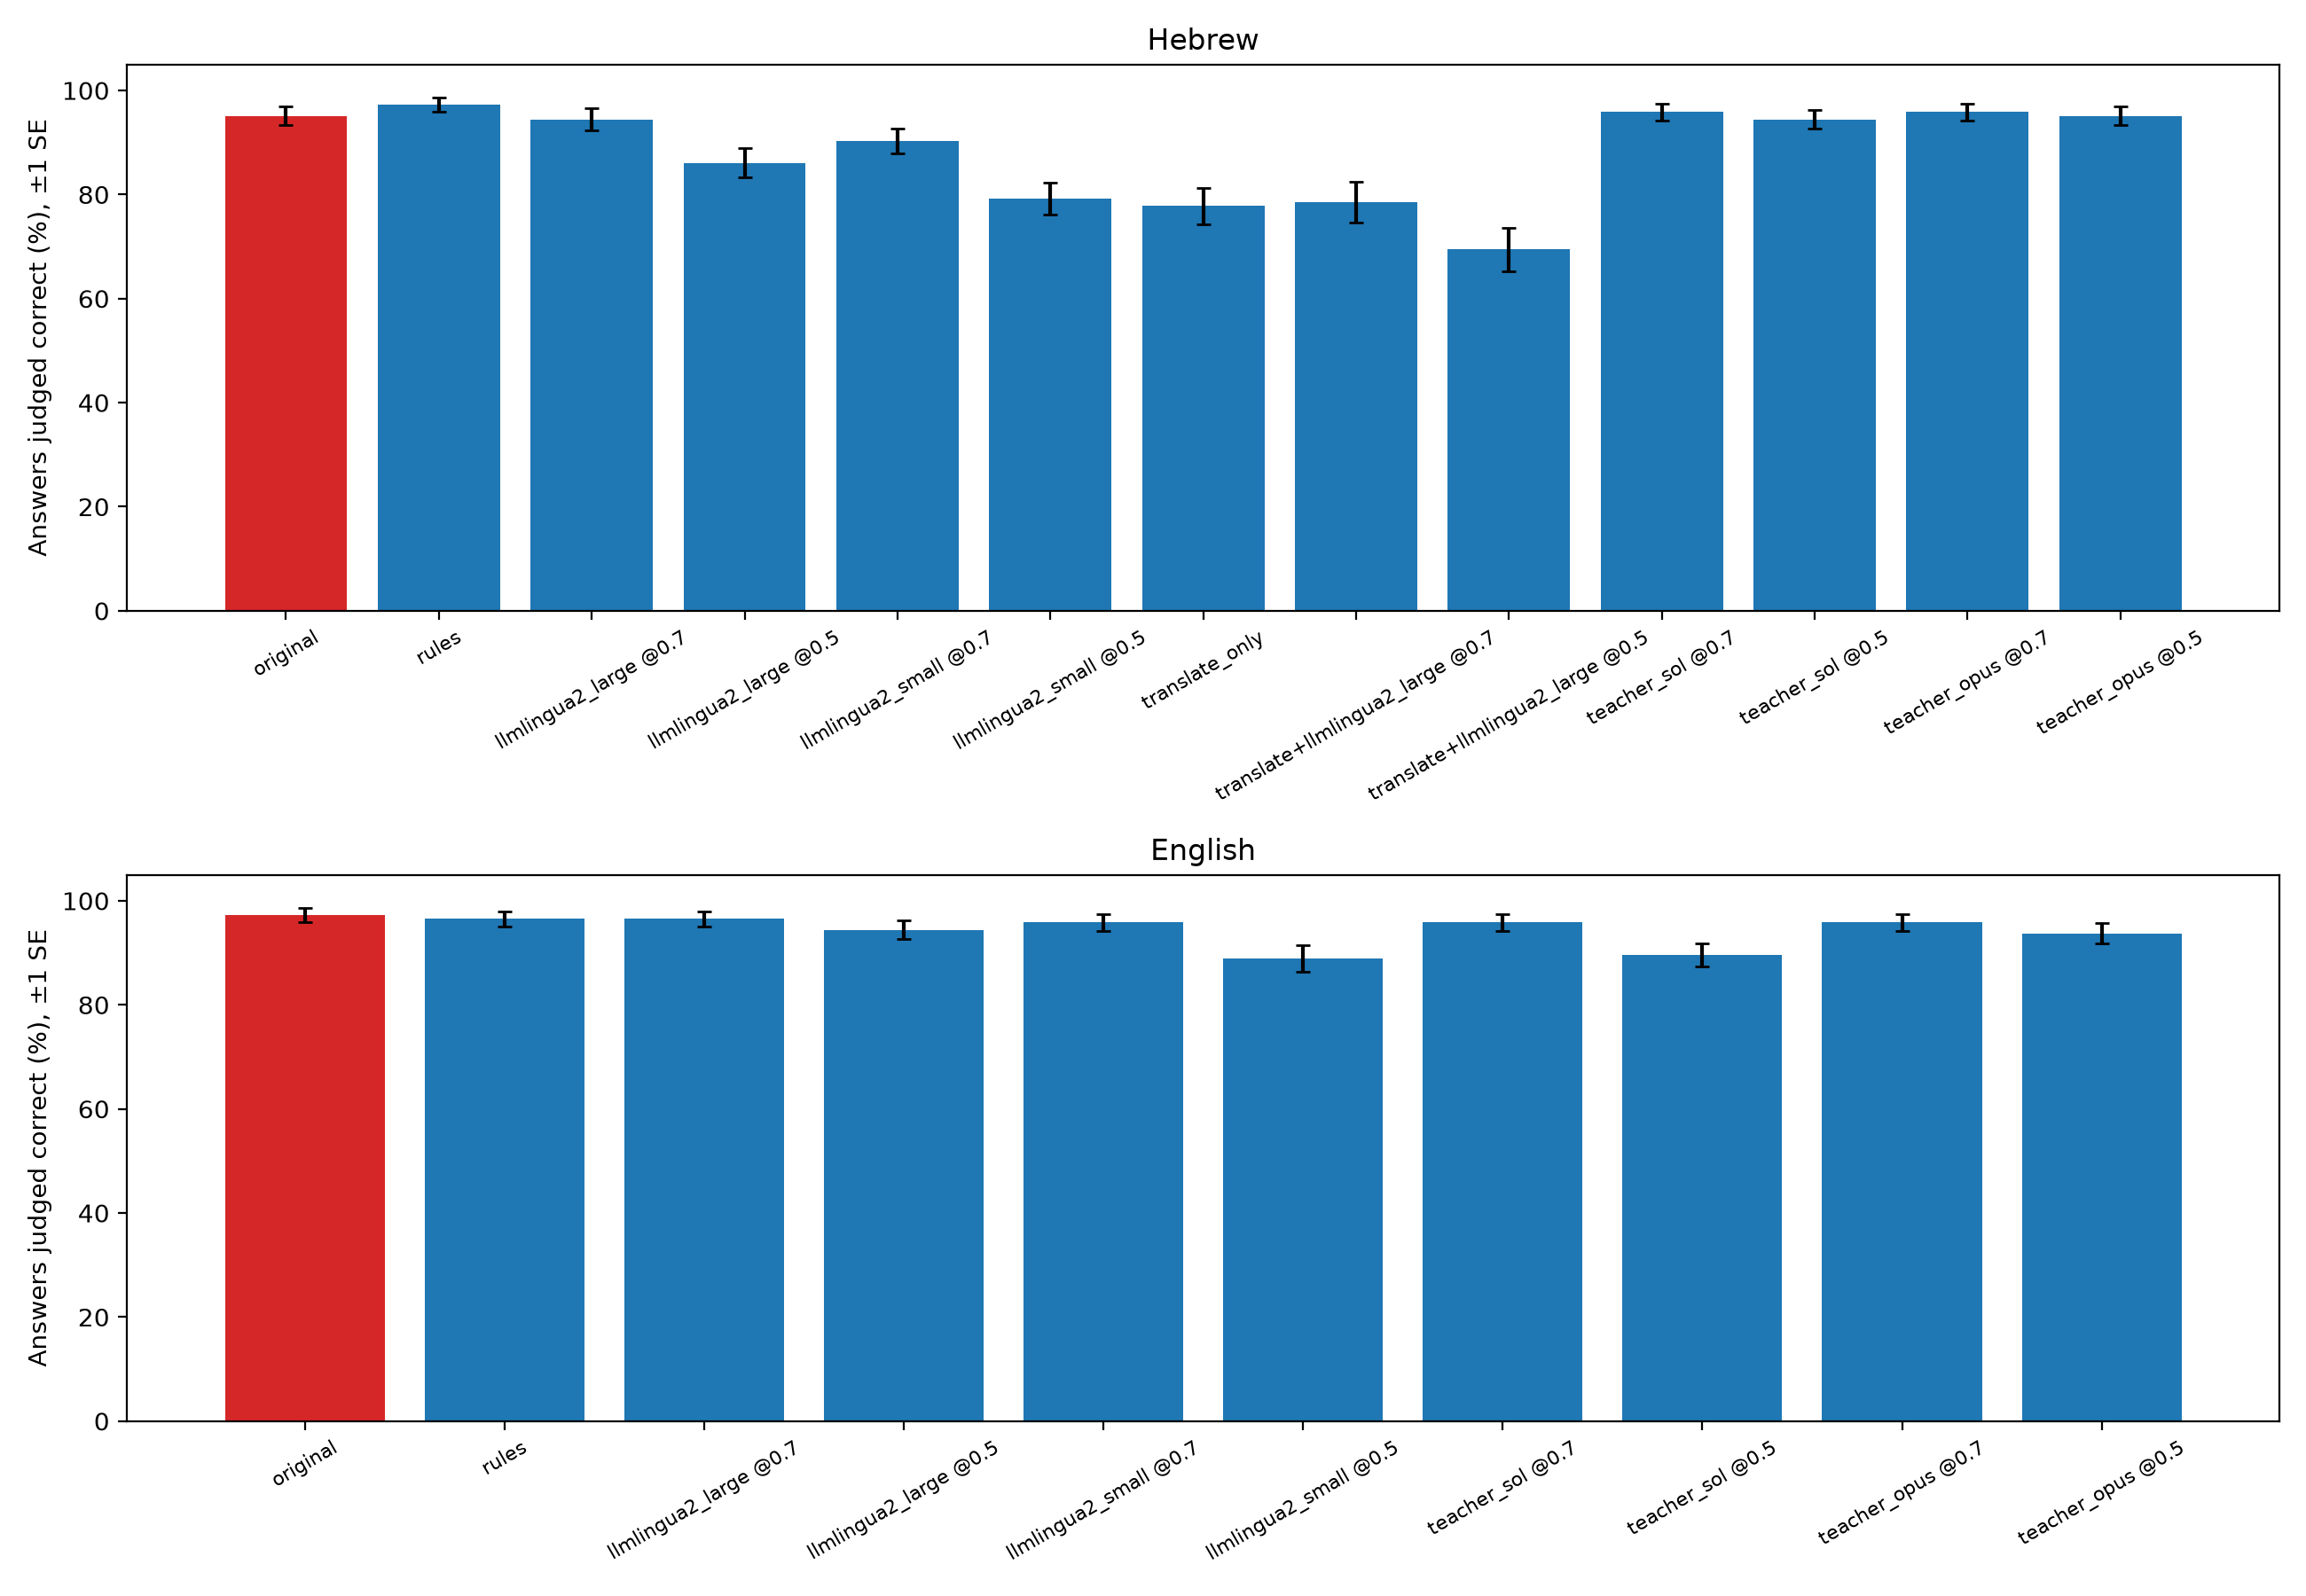 Hebrew
Answers judged correct (%), ±1 SE
100
80
60
40
20
0
original
rules
llmlingua2_large @0.7
llmlingua2_large @0.5
llmlingua2_small @0.7
llmlingua2_small @0.5
translate_only
translate+llmlingua2_large @0.7
translate+llmlingua2_large @0.5
teacher_sol @0.7
teacher_sol @0.5
teacher_opus @0.7
teacher_opus @0.5
English
Answers judged correct (%), ±1 SE
100
80
60
40
20
0
original
rules
llmlingua2_large @0.7
llmlingua2_large @0.5
llmlingua2_small @0.7
llmlingua2_small @0.5
teacher_sol @0.7
teacher_sol @0.5
teacher_opus @0.7
teacher_opus @0.5